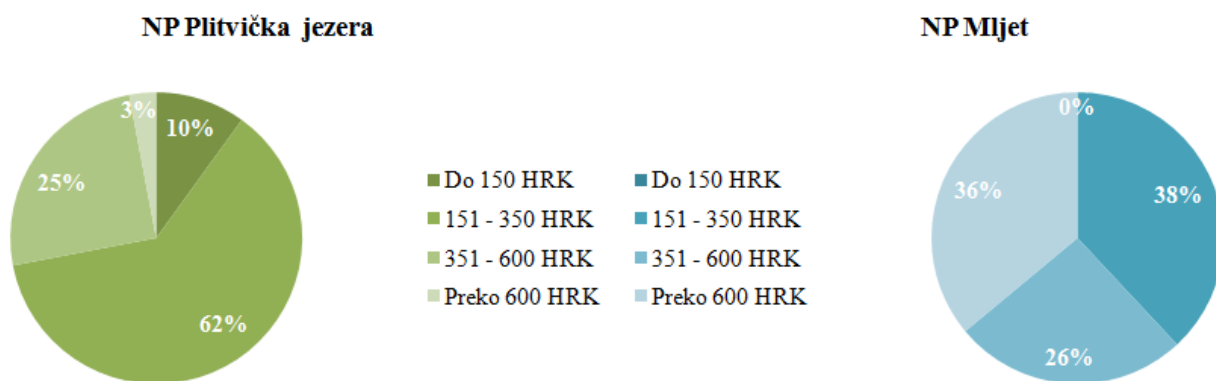 NP Plitvička jezera
NP Mljet
3%
10%
25%
62%
Do 150 HRK
151 - 350 HRK
351 - 600 HRK
Preko 600 HRK
Do 150 HRK
151 - 350 HRK
351 - 600 HRK
Preko 600 HRK
0%
36%
38%
26%